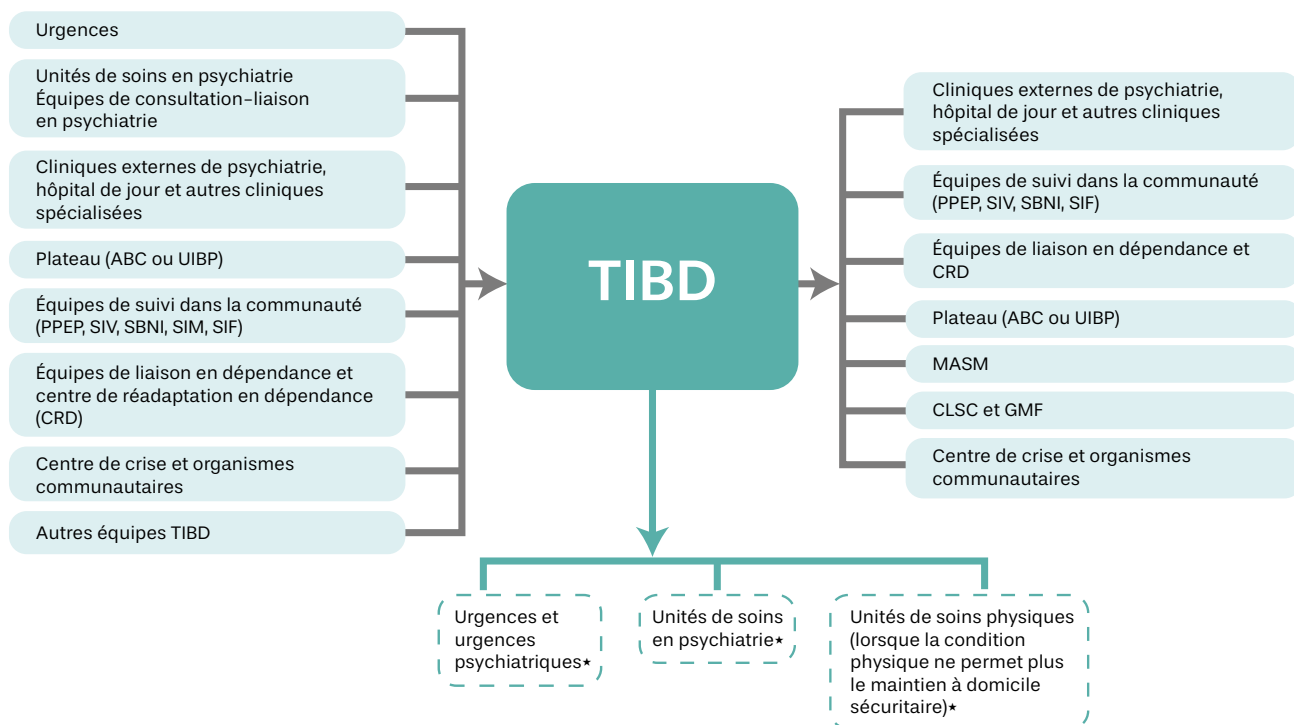 Urgences
Unités de soins en psychiatrie
Équipes de consultation-liaison
en psychiatrie
Cliniques externes de psychiatrie,
hôpital de jour et autres cliniques
spécialisées
Plateau (ABC ou UIBP)
Équipes de suivi dans la communauté
(PPEP, SIV, SBNI, SIM, SIF)
Équipes de liaison en dépendance et
centre de réadaptation en dépendance
(CRD)
Centre de crise et organismes
communautaires
Autres équipes TIBD
TIBD
Cliniques externes de psychiatrie,
hôpital de jour et autres cliniques
spécialisées
Équipes de suivi dans la communauté
(PPEP, SIV, SBNI, SIF)
Équipes de liaison en dépendance et
CRD
Plateau (ABC ou UIBP)
MASM
CLSC et GMF
Centre de crise et organismes
communautaires
Urgences et
urgences
psychiatriques★
Unités de soins
en psychiatrie★
Unités de soins physiques
(lorsque la condition
physique ne permet plus
le maintien à domicile
sécuritaire)★